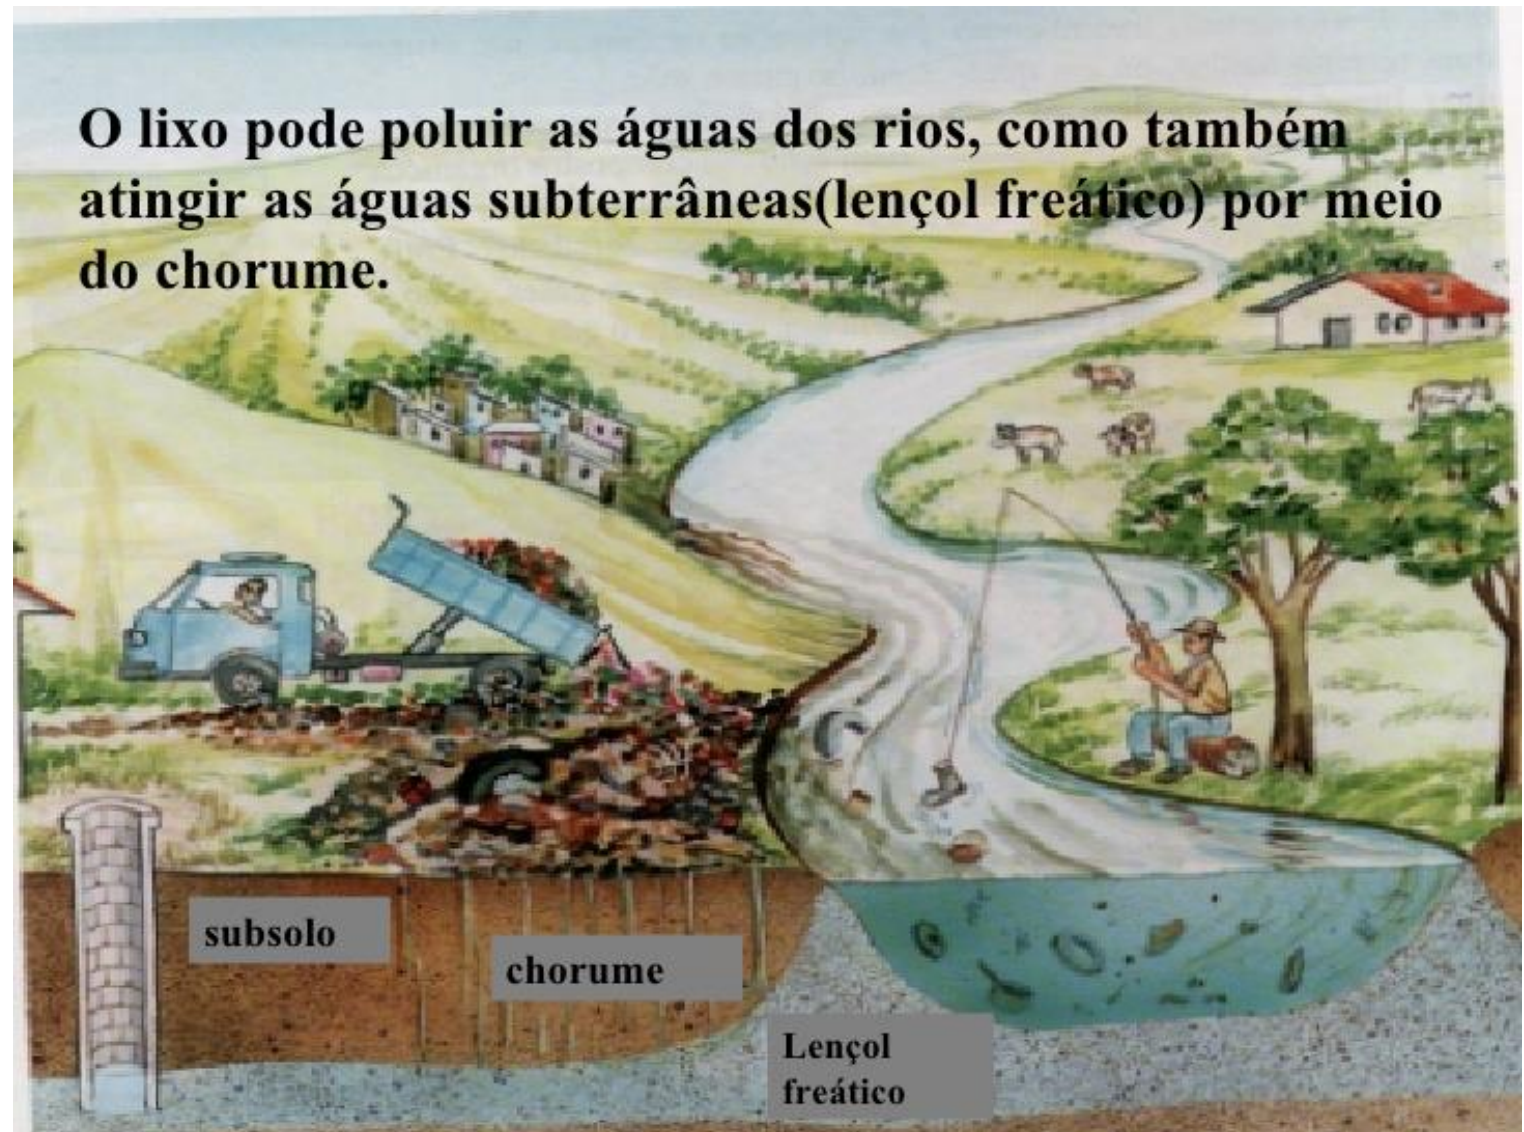 O lixo pode poluir as águas dos rios, como também
atingir as águas subterrâneas(lençol freático) por meio
do chorume.
subsolo
chorume
Lençol
freático